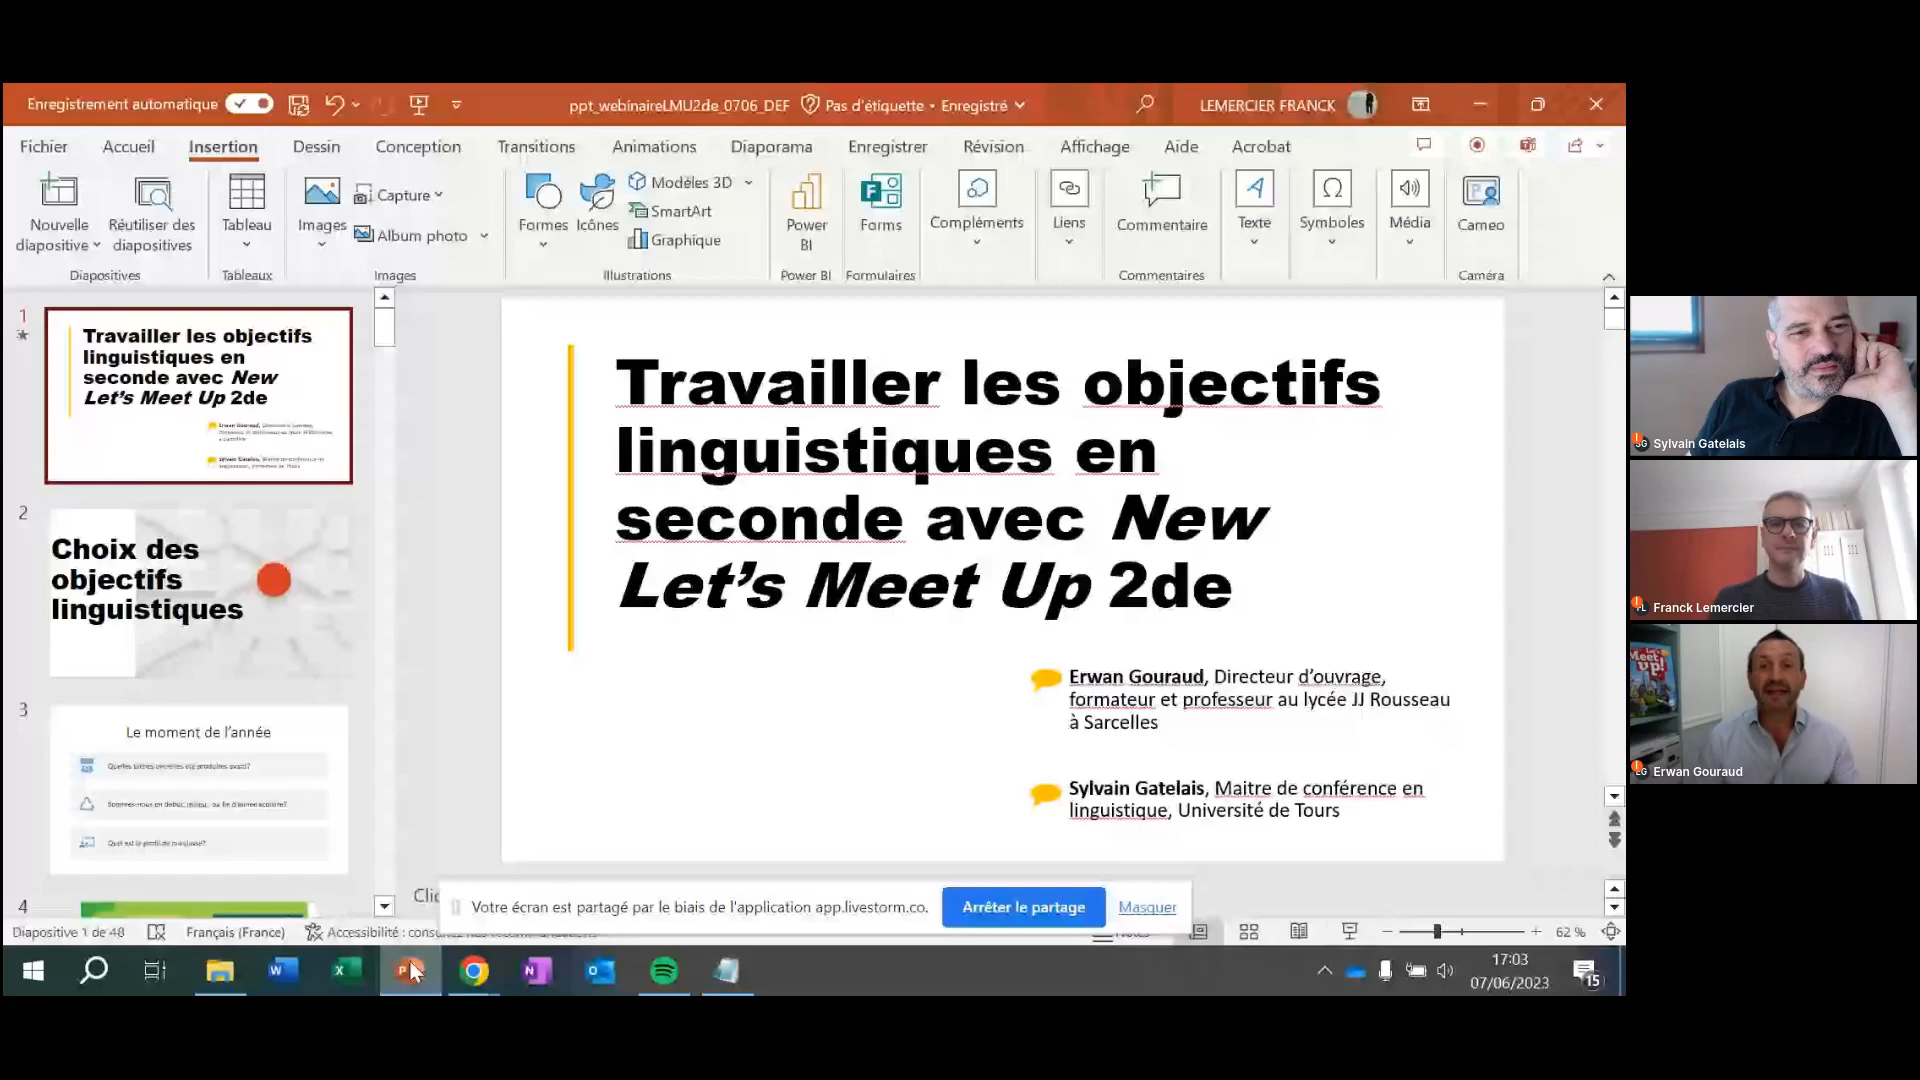 Enregistrement automatique
ppt_webinaireLMU2de_0706_DEF
Pas d'étiquette • Enregistré
LEMERCIER FRANCK
Fichier Accueil Insertion Dessin Conception Transitions Animations Diaporama Enregistrer Révision Affichage Aide Acrobat
Nouvelle diapositive
Réutiliser des diapositives
Diapositives
Tableau
Tableaux
Images
Capture
Album photo
Images
Formes
Icônes
Modèles 3D
SmartArt
Graphique
Illustrations
Power BI
Power BI
Forms
Formulaires
Compléments
Liens
Commentaire
Commentaires
Texte
Symboles
Média
Cameo
Caméra
1
Travailler les objectifs
linguistiques en
seconde avec New
Let's Meet Up 2de
2
Choix des
objectifs
linguistiques
3
Le moment de l'année
4
Travailler les objectifs
linguistiques en
seconde avec New
Let's Meet Up 2de
Erwan Gouraud, Directeur d'ouvrage,
formateur et professeur au lycée JJ Rousseau
à Sarcelles
Sylvain Gatelais, Maitre de conférence en
linguistique, Université de Tours
Clic
Votre écran est partagé par le biais de l'application app.livestorm.co.
Arrêter le partage
Masquer
Diapositive 1 de 48
Français (France)
Accessibilité :
62 %
17:03
07/06/2023
15
Sylvain Gatelais
Franck Lemercier
Meet
up!
Erwan Gouraud